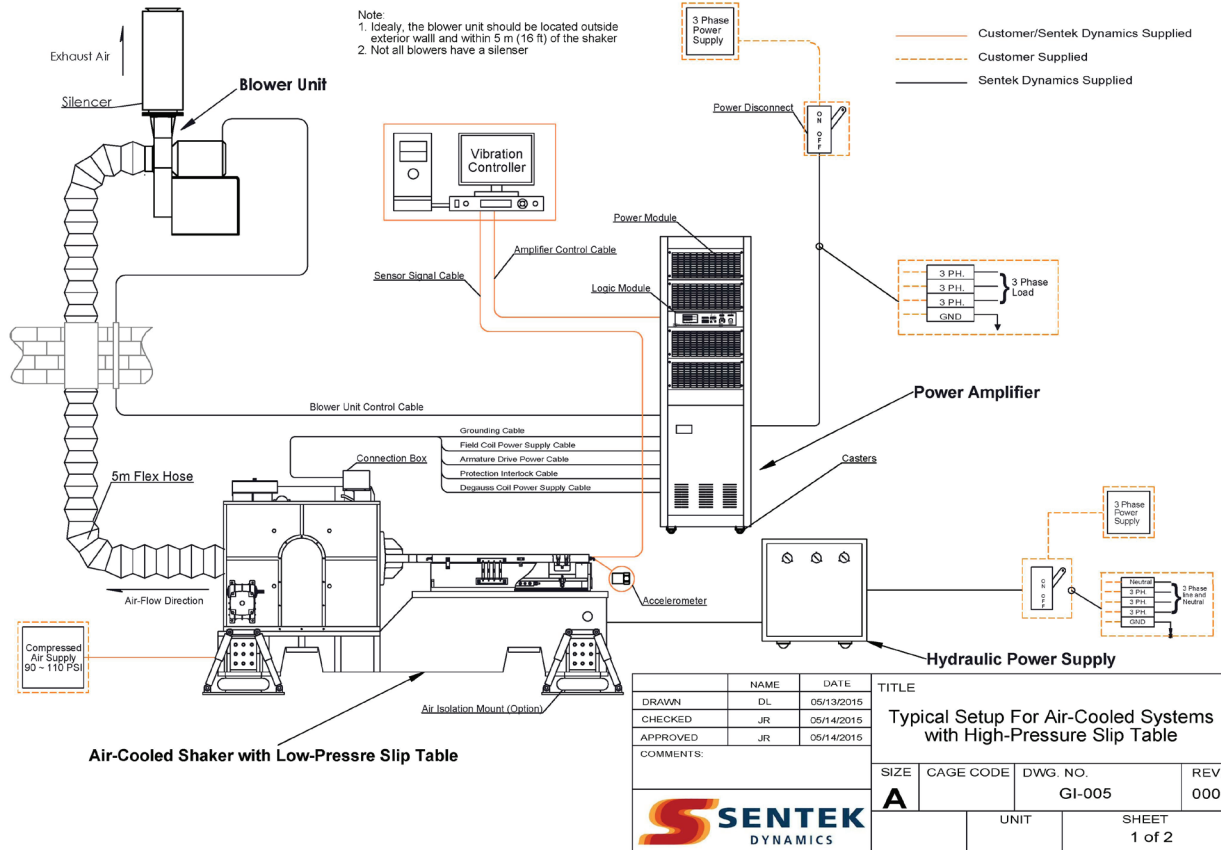 Note:
1. Idealy, the blower unit should be located outside
exterior walll and within 5 m (16 ft) of the shaker
2. Not all blowers have a silenser
Exhaust Air
Silencer
Blower Unit
3 Phase
Power
Supply
Customer/Sentek Dynamics Supplied
Customer Supplied
Sentek Dynamics Supplied
Power Disconnect
ON OFF
Vibration
Controller
Sensor Signal Cable
Amplifier Control Cable
Power Module
Logic Module
3 PH.
3 PH.
3 PH.
GND
3 Phase
Load
Power Amplifier
Blower Unit Control Cable
Grounding Cable
Field Coil Power Supply Cable
Armature Drive Power Cable
Protection Interlock Cable
Degauss Coil Power Supply Cable
Connection Box
Casters
5m Flex Hose
Air-Flow Direction
Accelerometer
3 Phase
Power
Supply
ON OFF
Neutral
3 PH.
3 PH.
3 PH.
GND
3 Phase
line and
Neutral
Compressed
Air Supply
90 ~ 110 PSI
Hydraulic Power Supply
Air Isolation Mount (Option)
Air-Cooled Shaker with Low-Pressre Slip Table
NAME DATE
DRAWN DL 05/13/2015
CHECKED JR 05/14/2015
APPROVED JR 05/14/2015
COMMENTS:
SENTEK
DYNAMICS
TITLE
Typical Setup For Air-Cooled Systems
with High-Pressure Slip Table
SIZE CAGE CODE DWG. NO. REV
A GI-005 000
UNIT SHEET
1 of 2